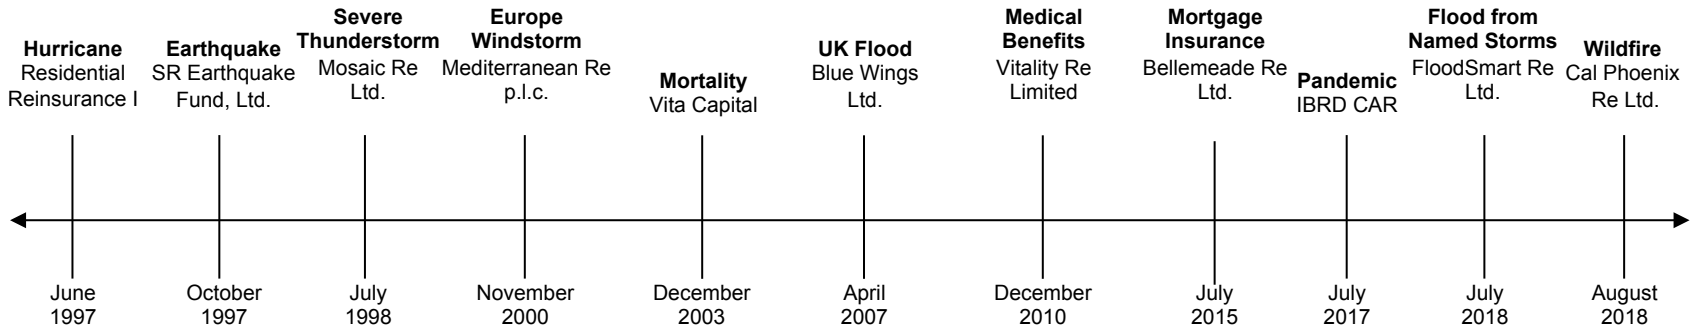 Hurricane
Residential
Reinsurance I
June
1997
Earthquake
SR Earthquake
Fund, Ltd.
October
1997
Severe
Thunderstorm
Mosaic Re
Ltd.
July
1998
Europe
Windstorm
Mediterranean Re
p.l.c.
November
2000
Mortality
Vita Capital
December
2003
UK Flood
Blue Wings
Ltd.
April
2007
Medical
Benefits
Vitality Re
Limited
December
2010
Mortgage
Insurance
Bellemeade Re
Ltd.
July
2015
Pandemic
IBRD CAR
July
2017
Flood from
Named Storms
FloodSmart Re
Ltd.
July
2018
Wildfire
Cal Phoenix
Re Ltd.
August
2018